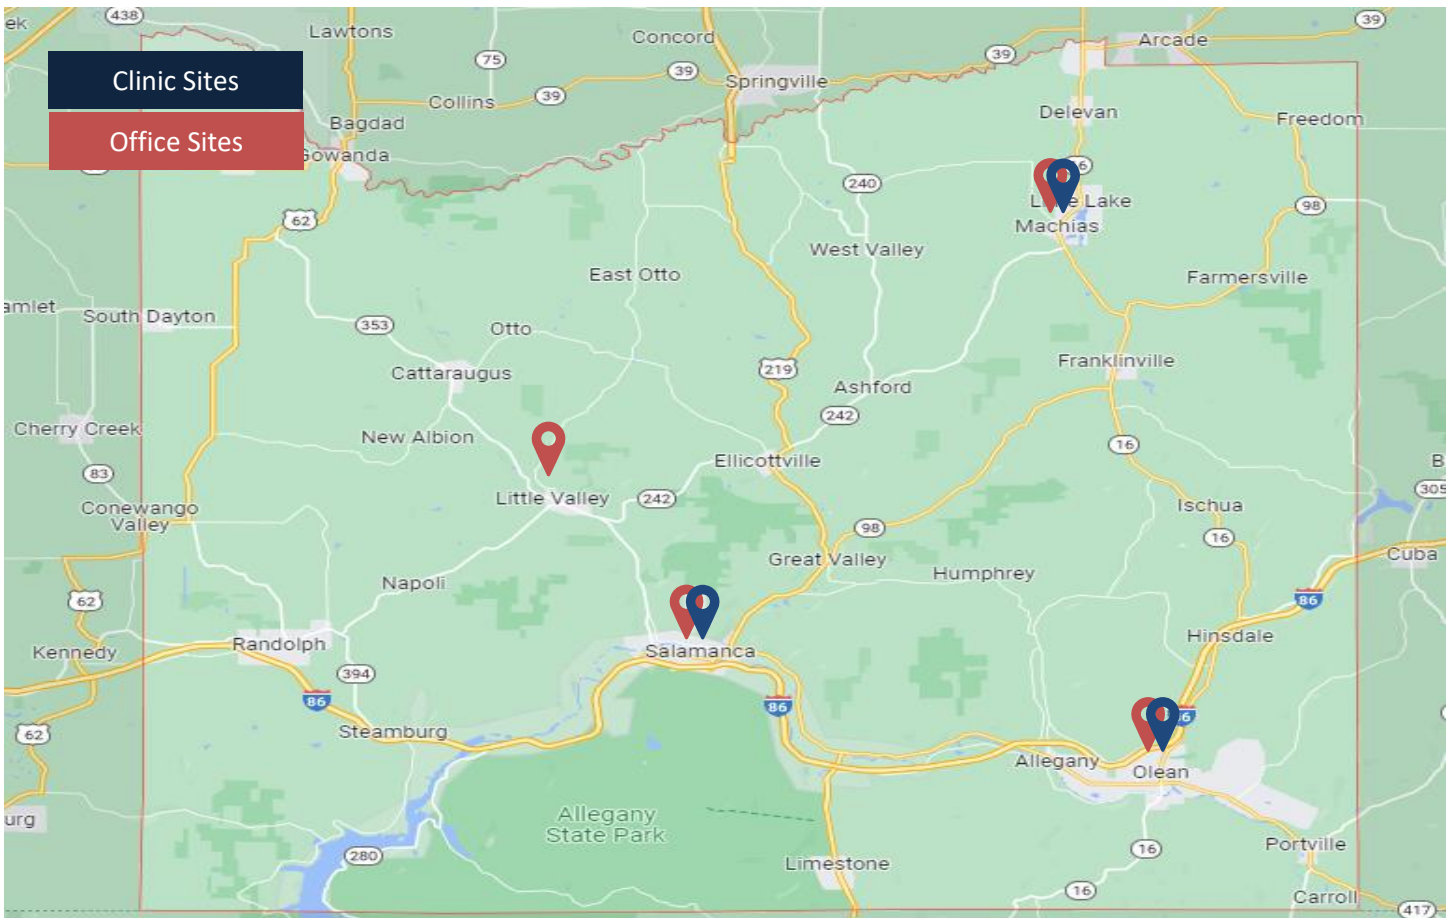 438
ek
Lawtons
Concord
39
Arcade
Clinic Sites
75
39
39
Springville
Collins
39
Delevan
Office Sites
Bagdad
Freedom
Gowanda
240
Lime Lake
98
62
Machias
West Valley
East Otto
Farmersville
amlet
South Dayton
353
Otto
Franklinville
219
Cattaraugus
Ashford
242
Cherry Creek
New Albion
16
Ellicottville
B
83
305
Little Valley
242
Conewango
Valley
Ischua
98
16
Great Valley
Cuba
Humphrey
Napoli
62
86
Randolph
Hinsdale
Kennedy
Salamanca
394
86
86
Steamburg
62
Allegany
Olean
Allegany
State Park
urg
280
16
Portville
Limestone
16
Carroll
417